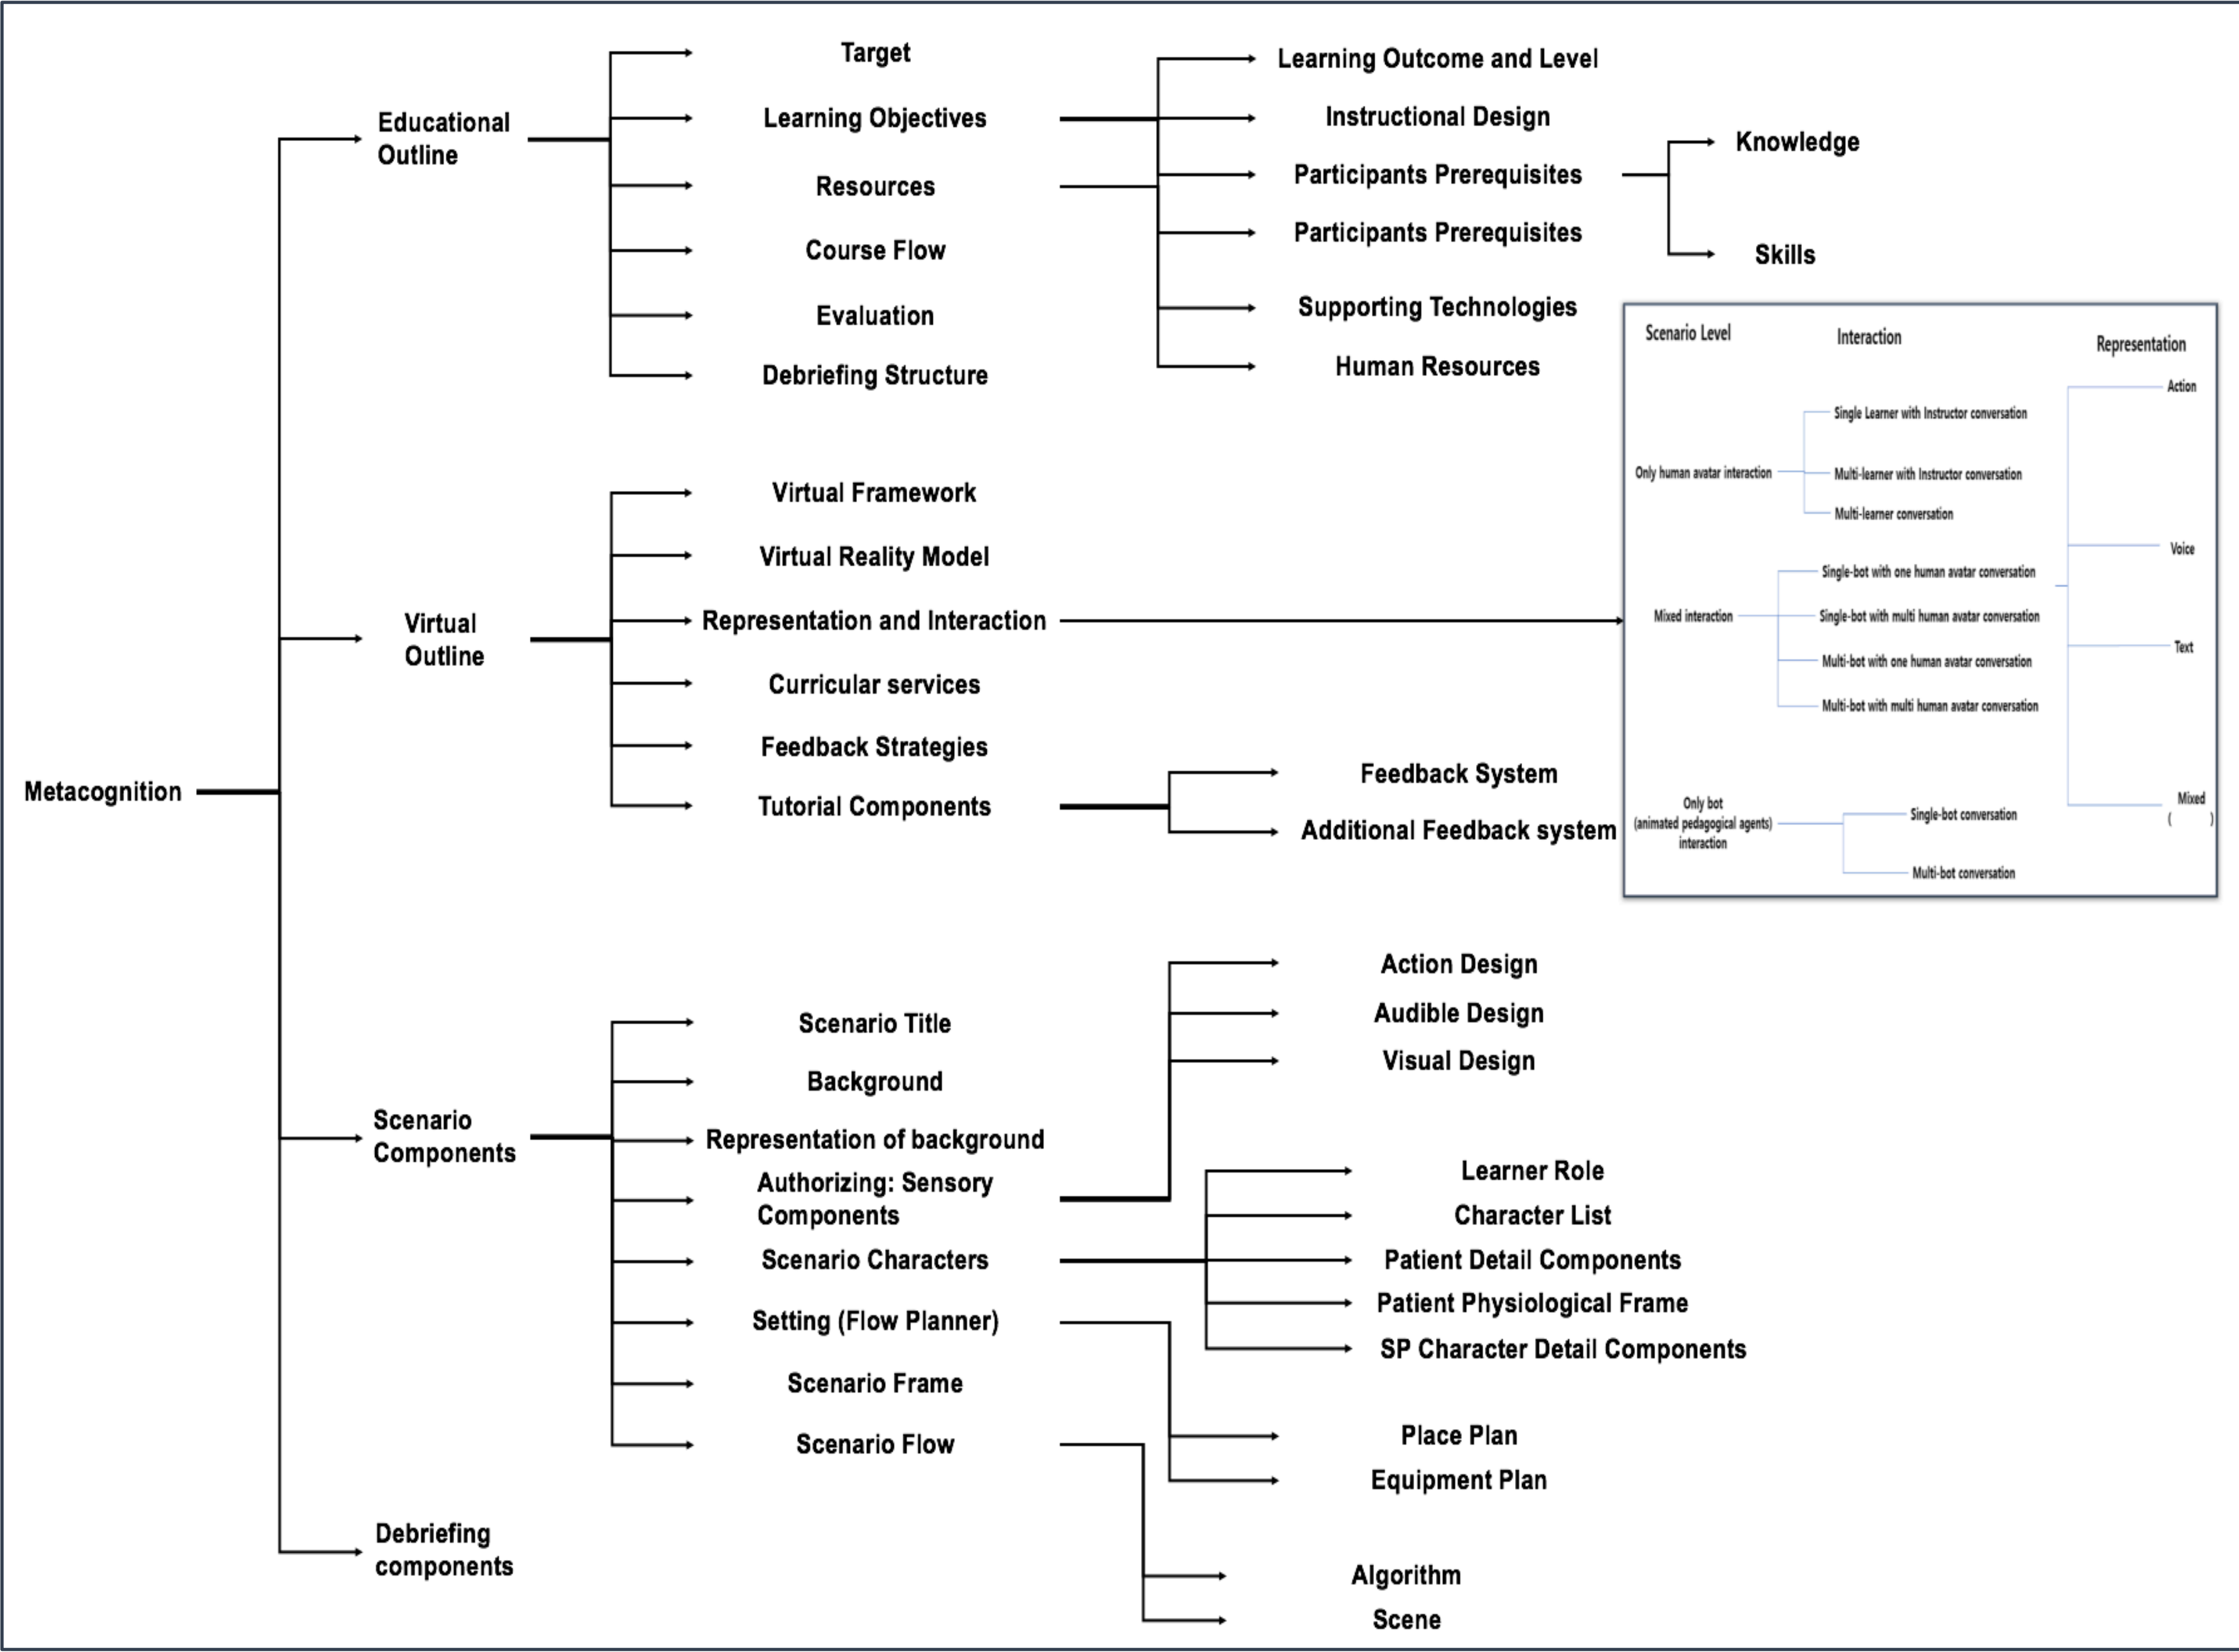 Metacognition
Educational
Outline
Target
Learning Objectives
Resources
Course Flow
Evaluation
Debriefing Structure
Learning Outcome and Level
Instructional Design
Participants Prerequisites
Participants Prerequisites
Supporting Technologies
Human Resources
Knowledge
Skills
Virtual
Outline
Virtual Framework
Virtual Reality Model
Representation and Interaction
Curricular services
Feedback Strategies
Tutorial Components
Feedback System
Additional Feedback system
Scenario Level
Interaction
Representation
Only human avatar interaction
Single Learner with Instructor conversation
Multi-learner with Instructor conversation
Multi-learner conversation
Mixed interaction
Single-bot with one human avatar conversation
Single-bot with multi human avatar conversation
Multi-bot with one human avatar conversation
Multi-bot with multi human avatar conversation
Only bot
(animated pedagogical agents)
interaction
Single-bot conversation
Multi-bot conversation
Action
Voice
Text
Mixed
( )
Scenario
Components
Scenario Title
Background
Representation of background
Authorizing: Sensory
Components
Scenario Characters
Setting (Flow Planner)
Scenario Frame
Scenario Flow
Action Design
Audible Design
Visual Design
Learner Role
Character List
Patient Detail Components
Patient Physiological Frame
SP Character Detail Components
Place Plan
Equipment Plan
Algorithm
Scene
Debriefing
components